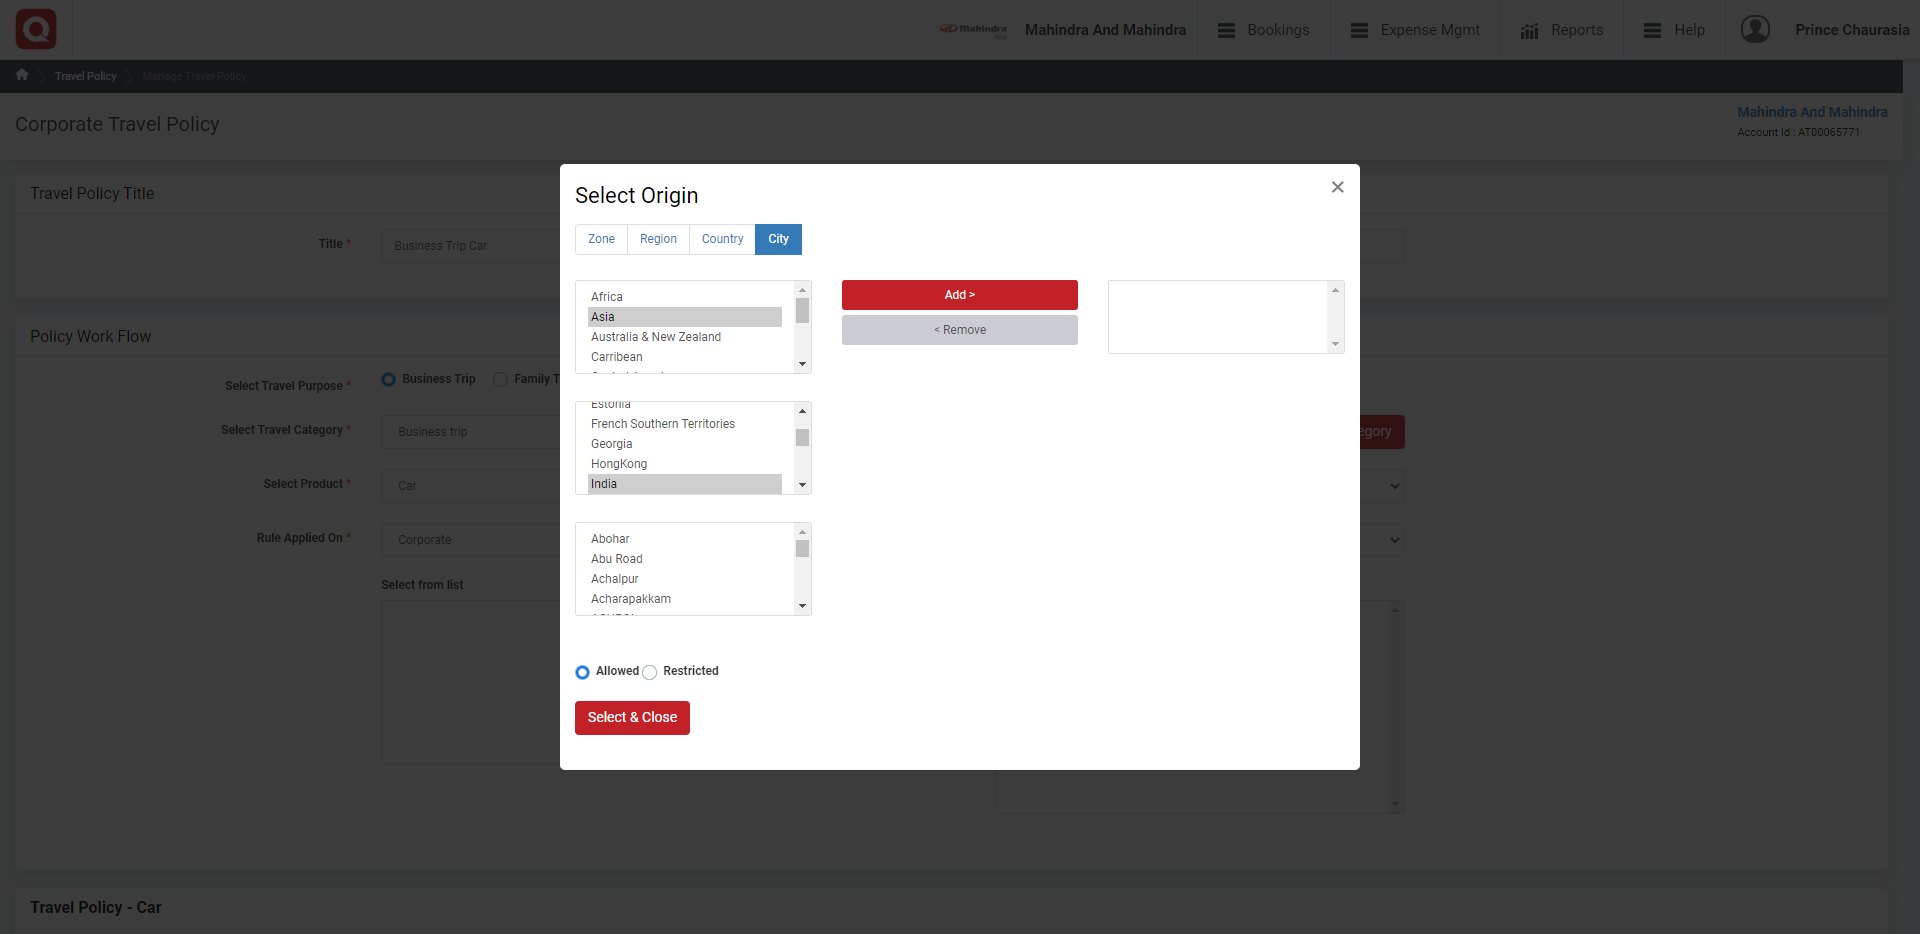 Mahindra
Mahindra And Mahindra
Bookings
Expense Mgmt
Reports
Help
Prince Chaurasia
Travel Policy
Manage Travel Policy
Corporate Travel Policy
Mahindra And Mahindra
Account Id : AT00065771
Travel Policy Title
Title *
Business Trip Car
Policy Work Flow
Select Travel Purpose *
Business Trip
Family T
Select Travel Category *
Business trip
egory
Select Product *
Car
Rule Applied On *
Corporate
Select from list
Travel Policy - Car
Select Origin
×
Zone
Region
Country
City
Africa
Asia
Australia & New Zealand
Carribean
Add >
< Remove
Estonia
French Southern Territories
Georgia
HongKong
India
Abohar
Abu Road
Achalpur
Acharapakkam
Allowed
Restricted
Select & Close